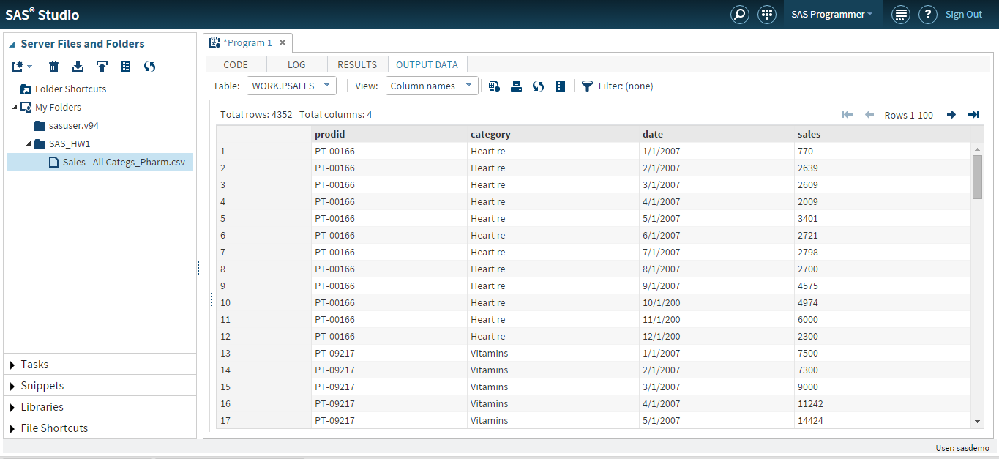 SAS® Studio
SAS Programmer
? Sign Out
Server Files and Folders
Folder Shortcuts
My Folders
sasuser.v94
SAS_HW1
Sales - All Categs_Pharm.csv
Tasks
Snippets
Libraries
File Shortcuts
*Program 1 ×
CODE LOG RESULTS OUTPUT DATA
Table: WORK.PSALES View: Column names Filter: (none)
Total rows: 4352 Total columns: 4 Rows 1-100
prodid category date sales
1 PT-00166 Heart re 1/1/2007 770
2 PT-00166 Heart re 2/1/2007 2639
3 PT-00166 Heart re 3/1/2007 2609
4 PT-00166 Heart re 4/1/2007 2009
5 PT-00166 Heart re 5/1/2007 3401
6 PT-00166 Heart re 6/1/2007 2721
7 PT-00166 Heart re 7/1/2007 2798
8 PT-00166 Heart re 8/1/2007 2700
9 PT-00166 Heart re 9/1/2007 4575
10 PT-00166 Heart re 10/1/200 4974
11 PT-00166 Heart re 11/1/200 6000
12 PT-00166 Heart re 12/1/200 2300
13 PT-09217 Vitamins 1/1/2007 7500
14 PT-09217 Vitamins 2/1/2007 7300
15 PT-09217 Vitamins 3/1/2007 9000
16 PT-09217 Vitamins 4/1/2007 11242
17 PT-09217 Vitamins 5/1/2007 14424
User: sasdemo